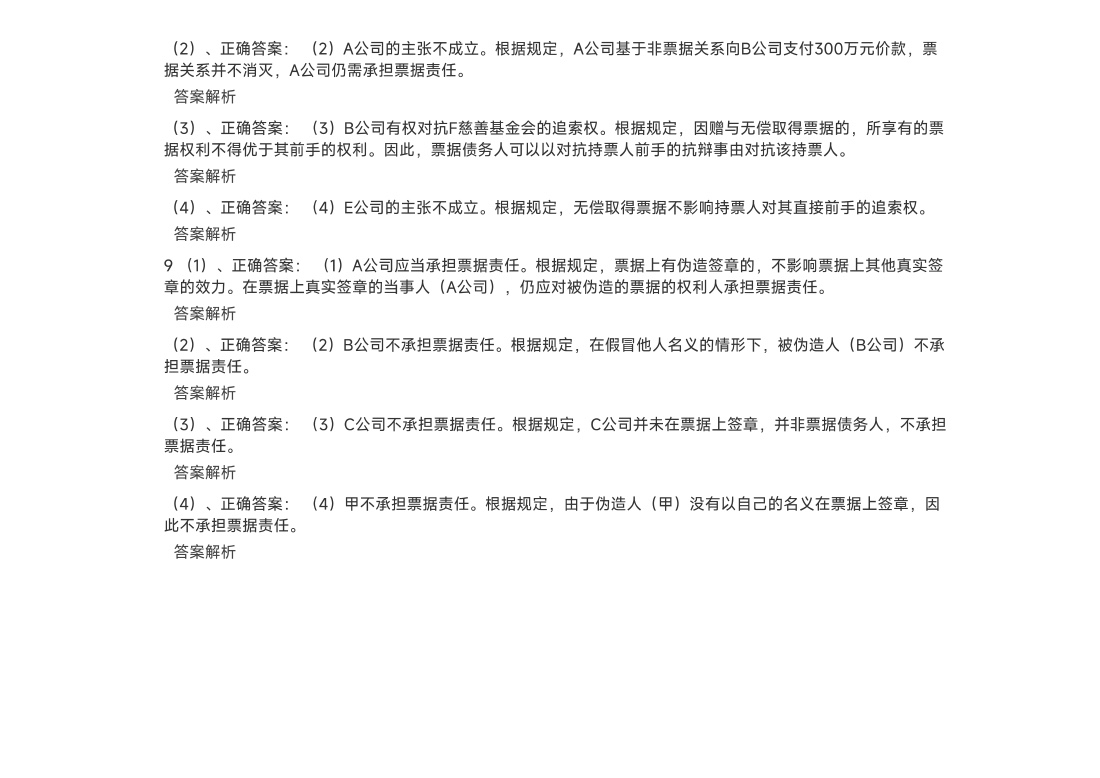 （2）、正确答案： （2）A公司的主张不成立。根据规定，A公司基于非票据关系向B公司支付300万元价款，票
据关系并不消灭，A公司仍需承担票据责任。
答案解析
（3）、正确答案： （3）B公司有权对抗F慈善基金会的追索权。根据规定，因赠与无偿取得票据的，所享有的票
据权利不得优于其前手的权利。因此，票据债务人可以以对抗持票人前手的抗辩事由对抗该持票人。
答案解析
（4）、正确答案： （4）E公司的主张不成立。根据规定，无偿取得票据不影响持票人对其直接前手的追索权。
答案解析
9 （1）、正确答案： （1）A公司应当承担票据责任。根据规定，票据上有伪造签章的，不影响票据上其他真实签
章的效力。在票据上真实签章的当事人（A公司），仍应对被伪造的票据的权利人承担票据责任。
答案解析
（2）、正确答案： （2）B公司不承担票据责任。根据规定，在假冒他人名义的情形下，被伪造人（B公司）不承
担票据责任。
答案解析
（3）、正确答案： （3）C公司不承担票据责任。根据规定，C公司并未在票据上签章，并非票据债务人，不承担
票据责任。
答案解析
（4）、正确答案： （4）甲不承担票据责任。根据规定，由于伪造人（甲）没有以自己的名义在票据上签章，因
此不承担票据责任。
答案解析